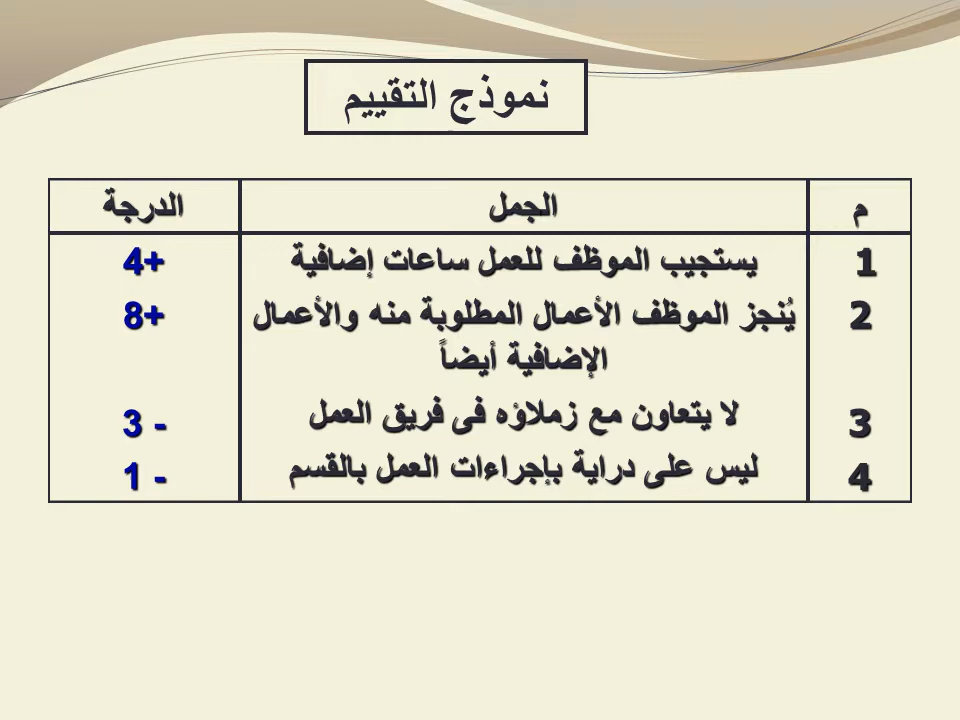 نموذج التقييم
م الجمل الدرجة
1 يستجيب الموظف للعمل ساعات إضافية +4
2 يُنجز الموظف الأعمال المطلوبة منه والأعمال +8
الإضافية أيضاً
3 لا يتعاون مع زملاؤه فى فريق العمل - 3
4 ليس على دراية بإجراءات العمل بالقسم - 1